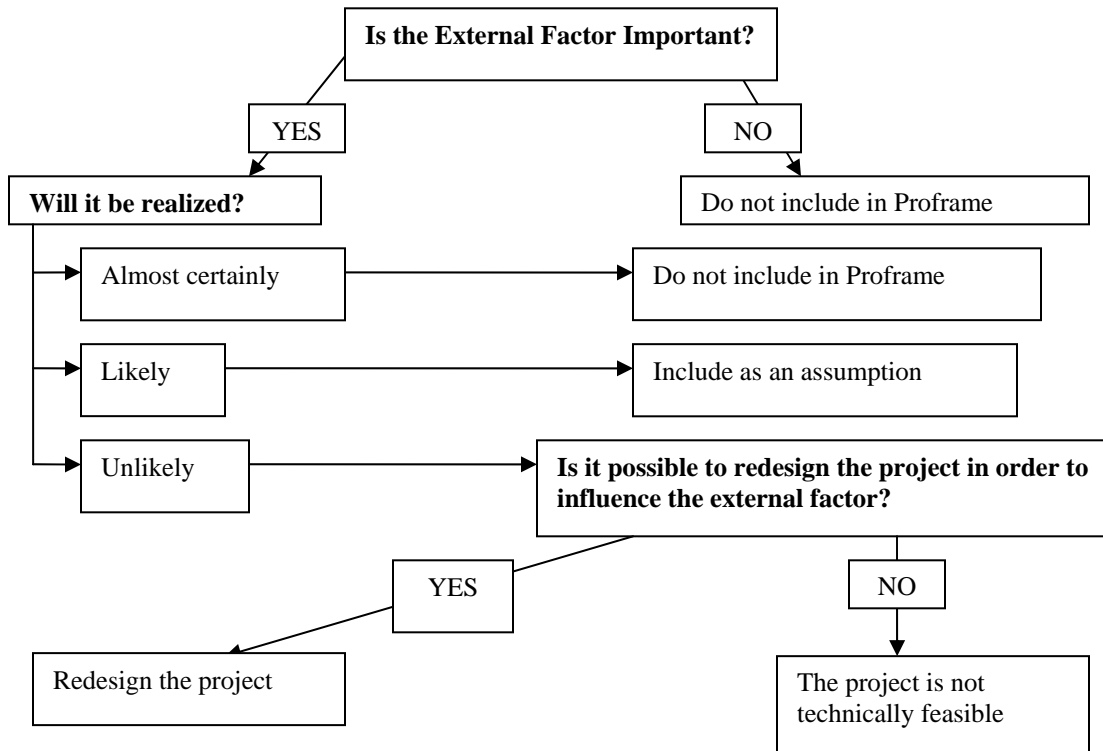 Is the External Factor Important?
YES
NO
Will it be realized?
Do not include in Proframe
Almost certainly
Do not include in Proframe
Likely
Include as an assumption
Unlikely
Is it possible to redesign the project in order to
influence the external factor?
YES
NO
Redesign the project
The project is not
technically feasible